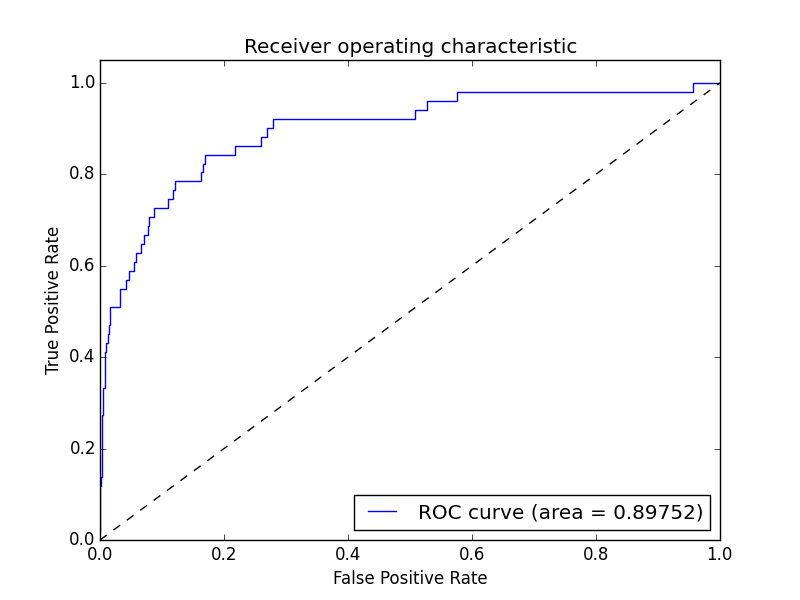 Receiver operating characteristic
True Positive Rate
1.0
0.8
0.6
0.4
0.2
0.0
ROC curve (area = 0.89752)
0.0 0.2 0.4 0.6 0.8 1.0
False Positive Rate